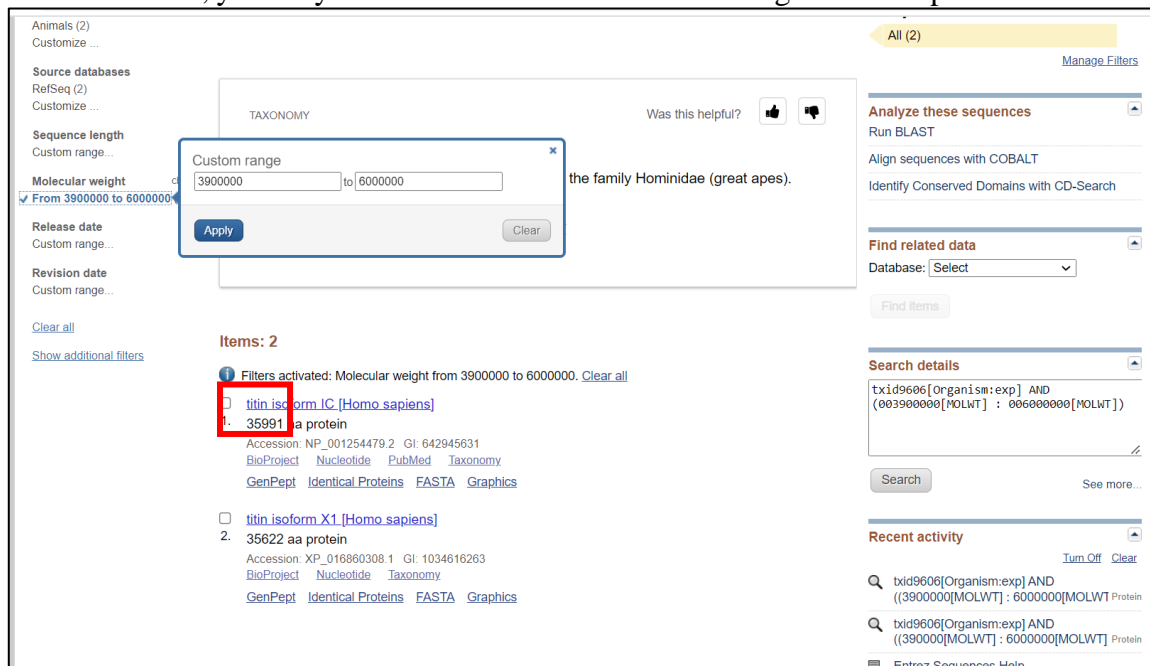 Animals (2)
Customize ...
Source databases
RefSeq (2)
Customize ...
Sequence length
Custom range...
Molecular weight
From 3900000 to 6000000
Release date
Custom range...
Revision date
Custom range...
Clear all
Show additional filters
TAXONOMY
Was this helpful?
Custom range
3900000 to 6000000
Apply
Clear
the family Hominidae (great apes).
Items: 2
Filters activated: Molecular weight from 3900000 to 6000000. Clear all
titin isoform IC [Homo sapiens]
1. 35991 aa protein
Accession: NP_001254479.2 GI: 642945631
BioProject Nucleotide PubMed Taxonomy
GenPept Identical Proteins FASTA Graphics
titin isoform X1 [Homo sapiens]
2. 35622 aa protein
Accession: XP_016860308.1 GI: 1034616263
BioProject Nucleotide Taxonomy
GenPept Identical Proteins FASTA Graphics
All (2)
Manage Filters
Analyze these sequences
Run BLAST
Align sequences with COBALT
Identify Conserved Domains with CD-Search
Find related data
Database: Select
Find items
Search details
txid9606[Organism:exp] AND
(003900000[MOLWT] : 006000000[MOLWT])
Search
See more...
Recent activity
Turn Off Clear
txid9606[Organism:exp] AND
((3900000[MOLWT] : 6000000[MOLWT] Protein
txid9606[Organism:exp] AND
((390000[MOLWT] : 6000000[MOLWT] Protein
Entrez Sequences Help